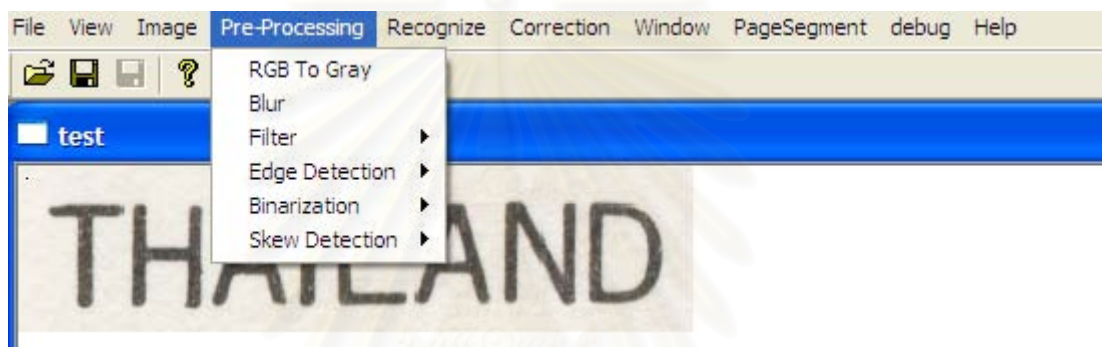 File View Image Pre-Processing Recognize Correction Window PageSegment debug Help
RGB To Gray
Blur
test
Filter
Edge Detection
Binarization
Skew Detection
THAILAND